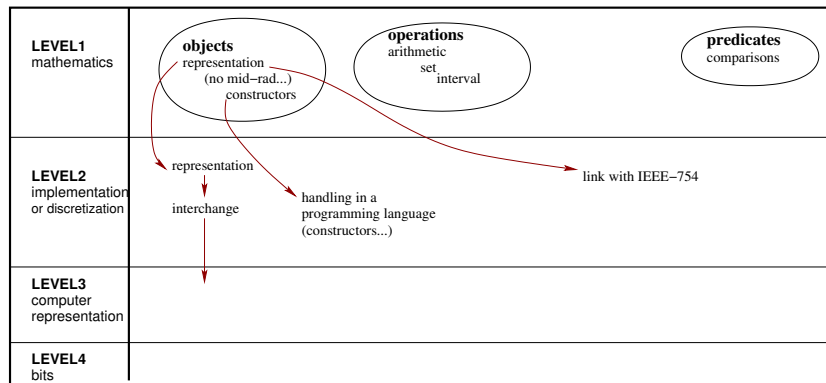 LEVEL1
mathematics
objects
representation
(no mid−rad...)
constructors
operations
arithmetic
set
interval
predicates
comparisons
LEVEL2
implementation
or discretization
representation
interchange
handling in a
programming language
(constructors...)
link with IEEE−754
LEVEL3
computer
representation
LEVEL4
bits